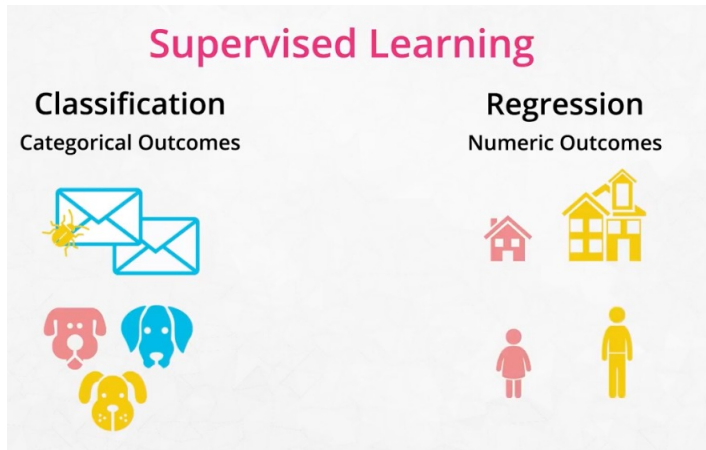 Supervised Learning
Classification
Categorical Outcomes
Regression
Numeric Outcomes